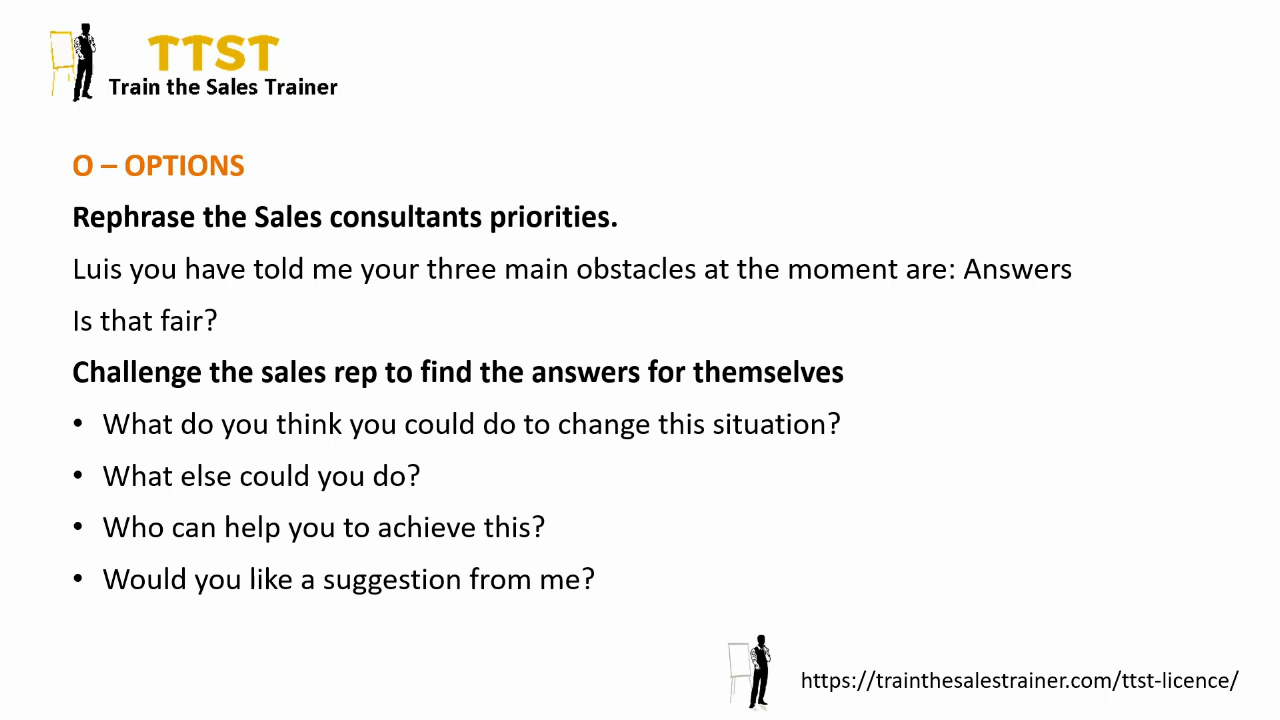 TTST
Train the Sales Trainer
O – OPTIONS
Rephrase the Sales consultants priorities.
Luis you have told me your three main obstacles at the moment are: Answers
Is that fair?
Challenge the sales rep to find the answers for themselves
• What do you think you could do to change this situation?
• What else could you do?
• Who can help you to achieve this?
• Would you like a suggestion from me?
https://trainthesalestrainer.com/ttst-licence/